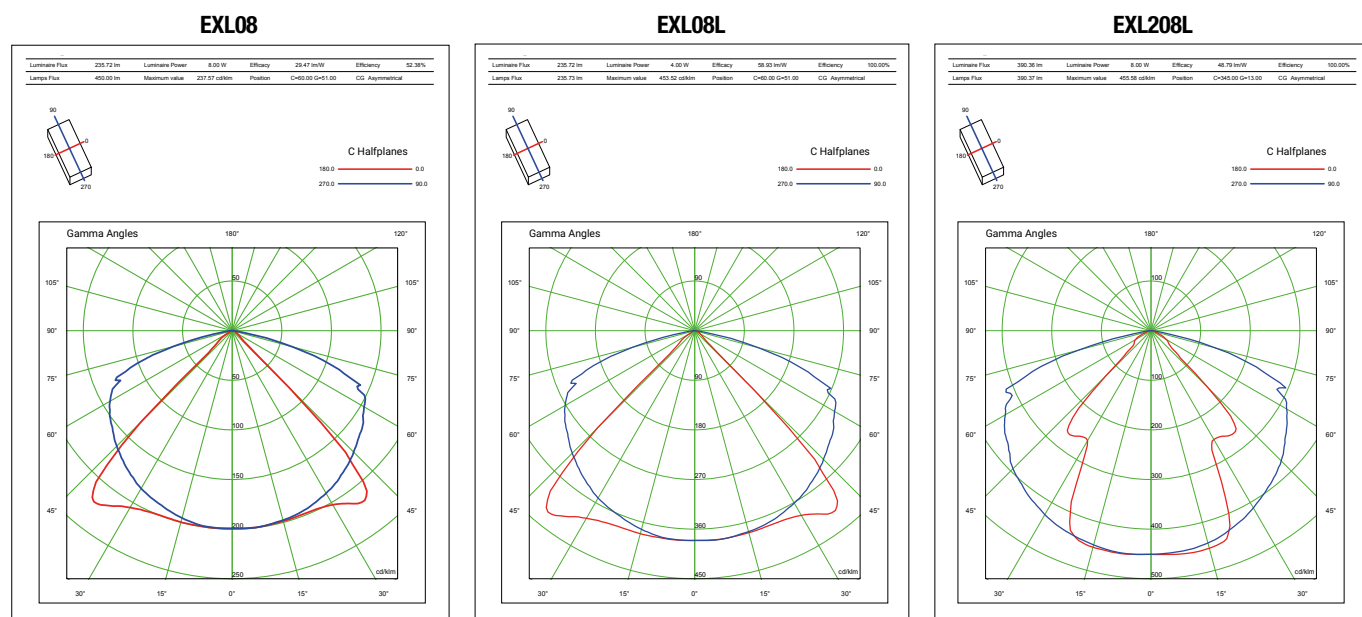 EXL08
Luminaire Flux 235.72 lm Luminaire Power 8.00 W Efficacy 29.47 lm/W Efficiency 52.38%
Lamps Flux 450.00 lm Maximum value 237.57 cd/klm Position C=60.00 G=51.00 CG Asymmetrical
90
0
180
270
C Halfplanes
180.0 0.0
270.0 90.0
Gamma Angles 180° 120°
105° 50 105°
90° 90°
75° 50 75°
60° 100 60°
150
45° 200 45°
250 cd/klm
30° 15° 0° 15° 30°
EXL08L
Luminaire Flux 235.72 lm Luminaire Power 4.00 W Efficacy 58.93 lm/W Efficiency 100.00%
Lamps Flux 235.73 lm Maximum value 453.52 cd/klm Position C=60.00 G=51.00 CG Asymmetrical
90
0
180
270
C Halfplanes
180.0 0.0
270.0 90.0
Gamma Angles 180° 120°
105° 90 105°
90° 90°
75° 90 75°
60° 180 60°
270
45° 360 45°
450 cd/klm
30° 15° 0° 15° 30°
EXL208L
Luminaire Flux 390.36 lm Luminaire Power 8.00 W Efficacy 48.79 lm/W Efficiency 100.00%
Lamps Flux 390.37 lm Maximum value 455.58 cd/klm Position C=345.00 G=13.00 CG Asymmetrical
90
0
180
270
C Halfplanes
180.0 0.0
270.0 90.0
Gamma Angles 180° 120°
105° 100 105°
90° 90°
75° 100 75°
60° 200 60°
300
45° 400 45°
500 cd/klm
30° 15° 0° 15° 30°